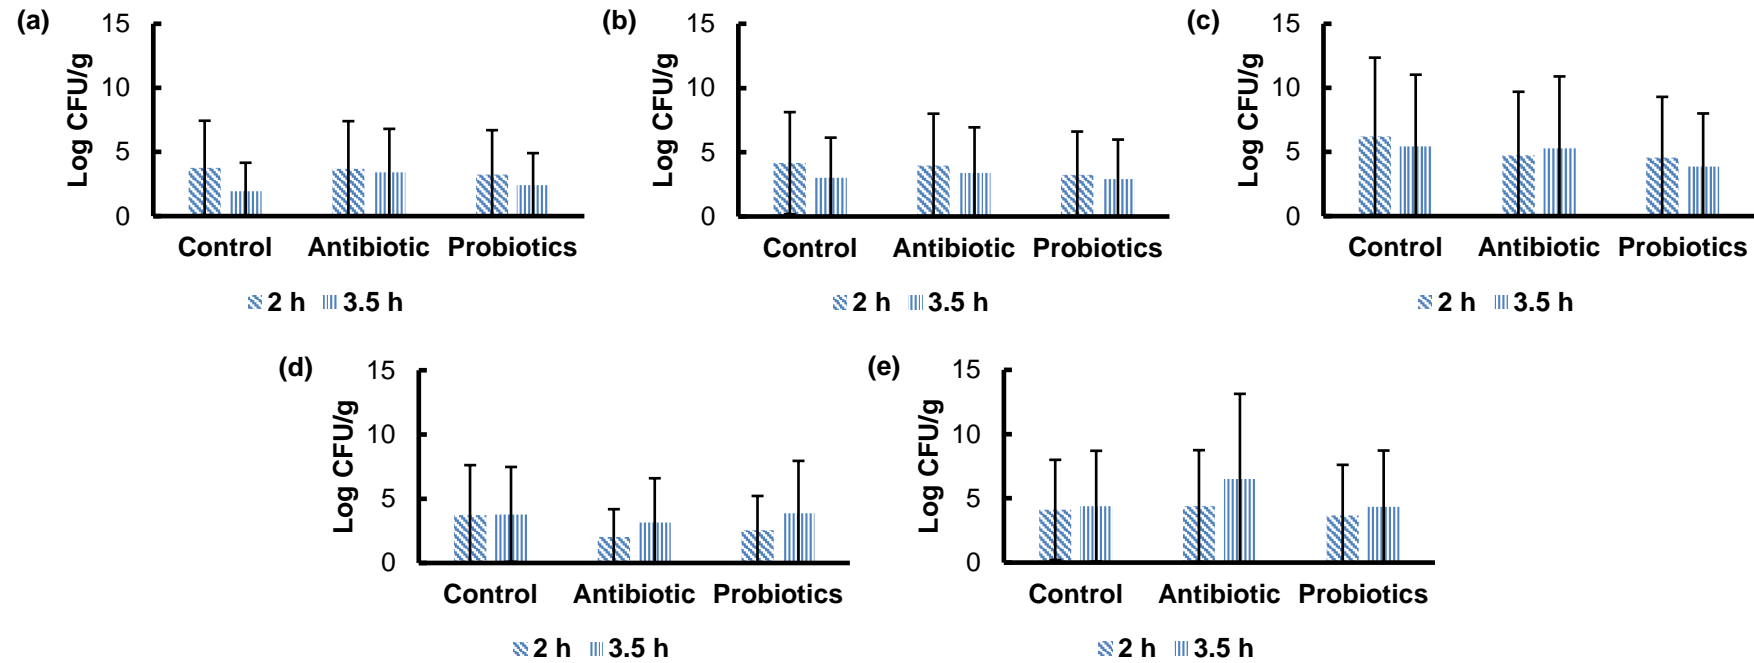 (a)
Log CFU/g
15
10
5
0
Control Antibiotic Probiotics
2 h 3.5 h
(b)
Log CFU/g
15
10
5
0
Control Antibiotic Probiotics
2 h 3.5 h
(c)
Log CFU/g
15
10
5
0
Control Antibiotic Probiotics
2 h 3.5 h
(d)
Log CFU/g
15
10
5
0
Control Antibiotic Probiotics
2 h 3.5 h
(e)
Log CFU/g
15
10
5
0
Control Antibiotic Probiotics
2 h 3.5 h